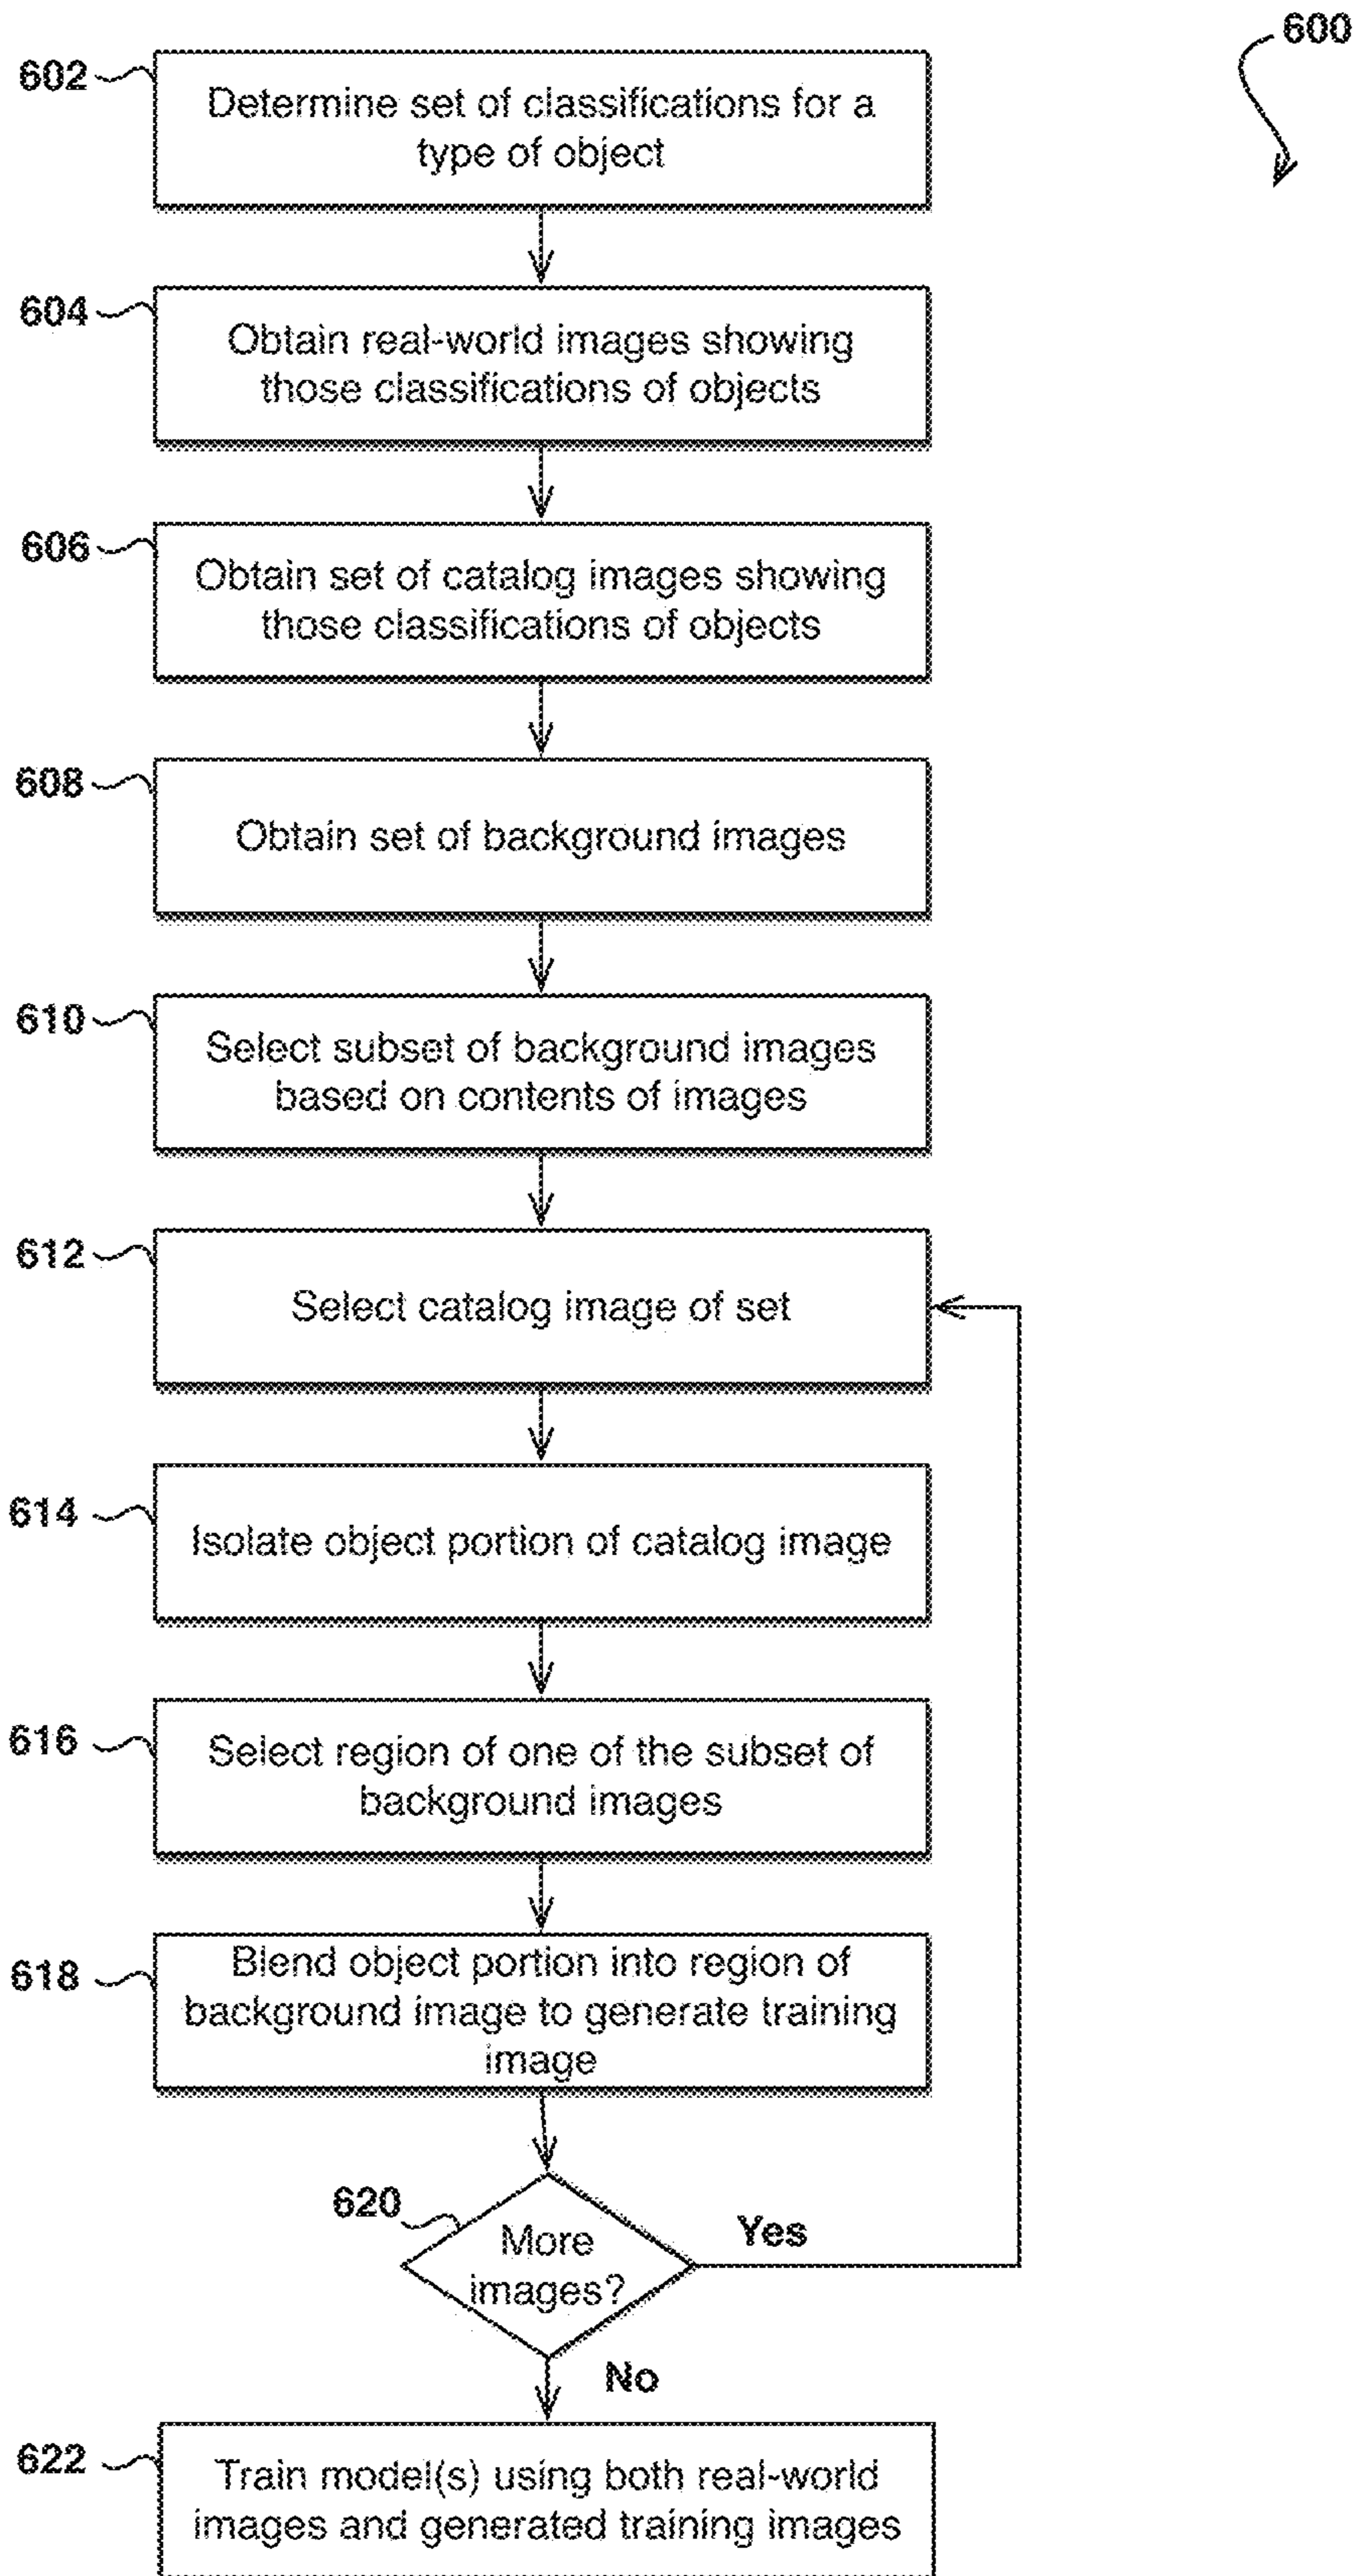 600
602
Determine set of classifications for a
type of object
604
Obtain real-world images showing
those classifications of objects
606
Obtain set of catalog images showing
those classifications of objects
608
Obtain set of background images
610
Select subset of background images
based on contents of images
612
Select catalog image of set
614
Isolate object portion of catalog image
616
Select region of one of the subset of
background images
618
Blend object portion into region of
background image to generate training
image
620
More
images?
Yes
No
622
Train model(s) using both real-world
images and generated training images